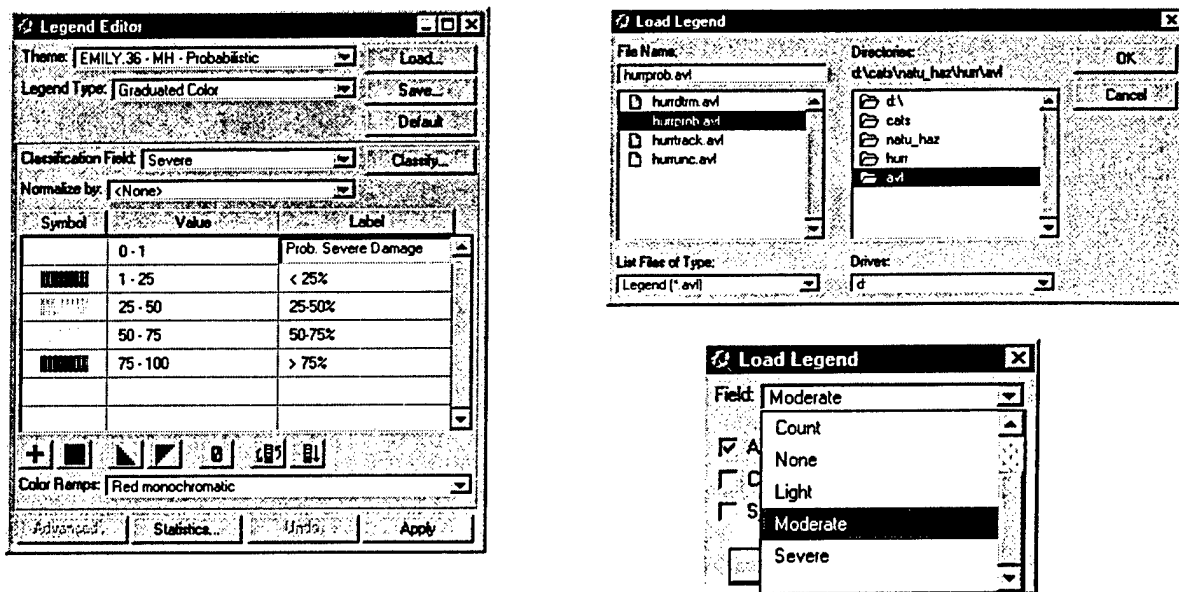 Legend Editor
Theme: EMILY.36 - MH - Probabilistic
Load...
Legend Type: Graduated Color
Save...
Default
Classification Field: Severe
Classify...
Normalize by: <None>
Symbol Value Label
0 - 1 Prob. Severe Damage
1 - 25 < 25%
25 - 50 25-50%
50 - 75 50-75%
75 - 100 > 75%
Color Ramps: Red monochromatic
Advanced... Statistics... Undo Apply
Load Legend
File Name:
hurrprob.avl
hurrdtrm.avl
hurrprob.avl
hurrtrack.avl
hurrunc.avl
List Files of Type:
Legend (*.avl)
Directories:
d:\cats\natu_haz\hurr\avl
d:\
cats
natu_haz
hurr
avl
Drives:
d:
OK
Cancel
Load Legend
Field: Moderate
Count
None
Light
Moderate
Severe
A
C
S